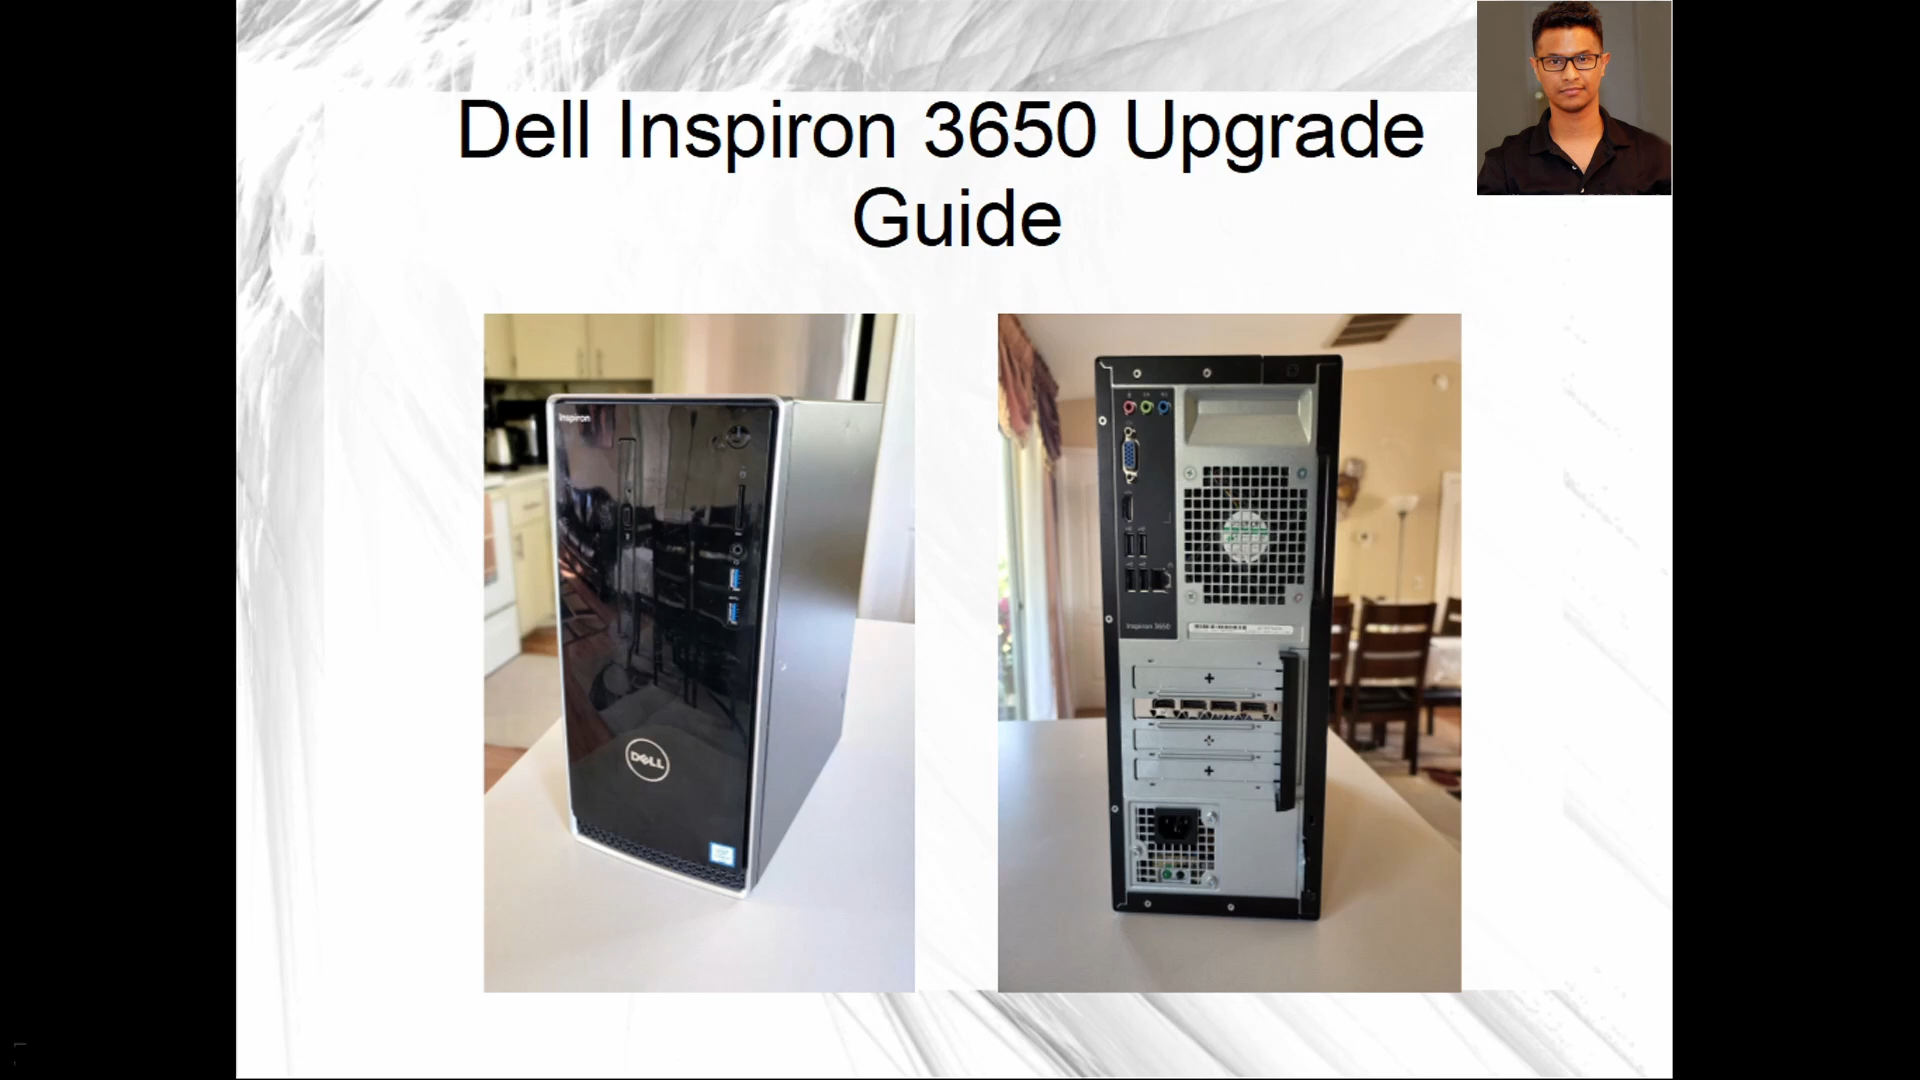 Dell Inspiron 3650 Upgrade
Guide
Inspiron
DELL
Inspiron 3650